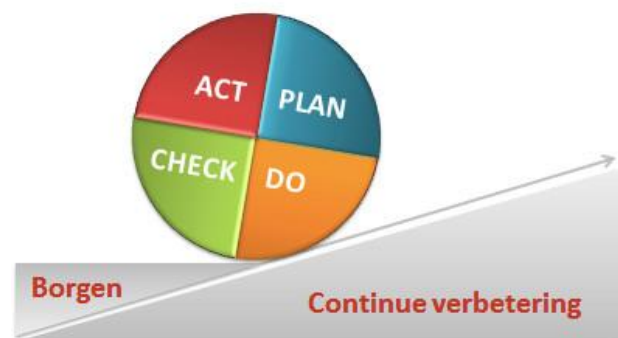 ACT
PLAN
CHECK
DO
Borgen
Continue verbetering